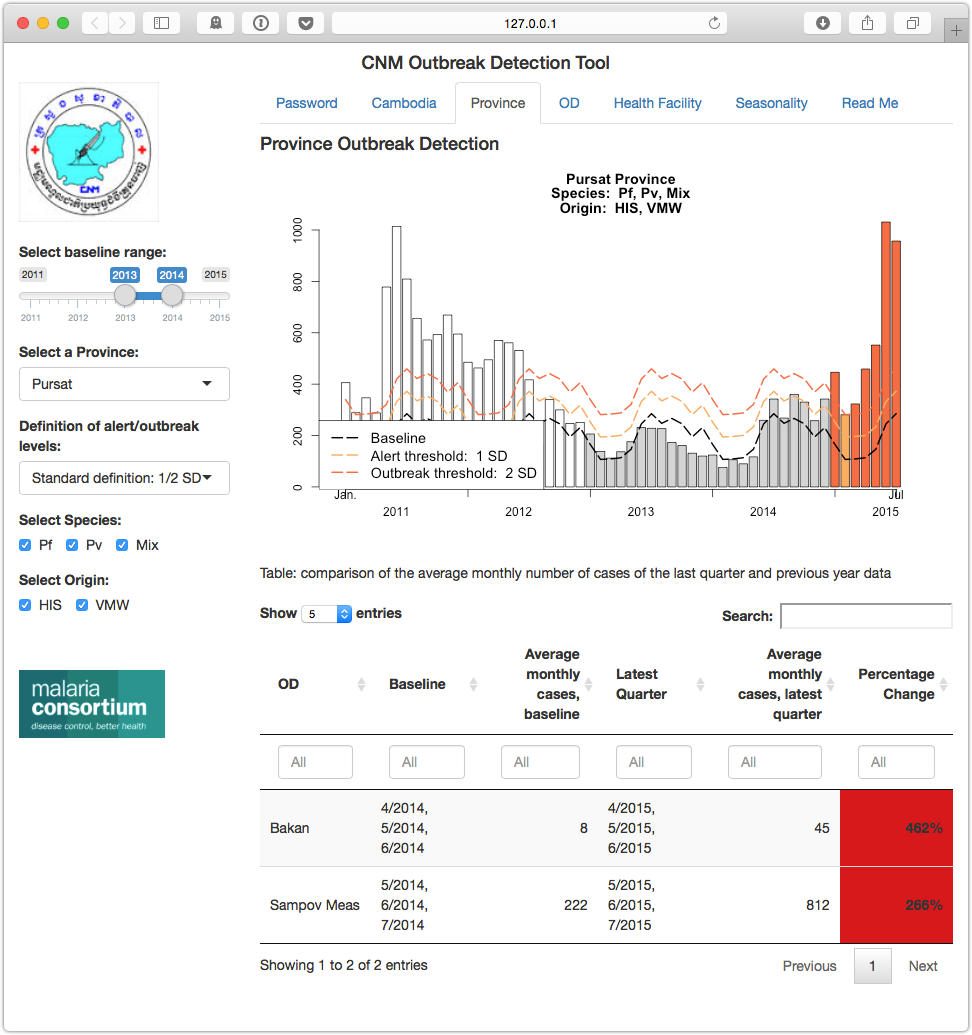 127.0.0.1
CNM Outbreak Detection Tool
Password Cambodia Province OD Health Facility Seasonality Read Me
CNM
Select baseline range:
2011 2013 2014 2015
2011 2012 2013 2014 2015
Select a Province:
Pursat
Definition of alert/outbreak
levels:
Standard definition: 1/2 SD
Select Species:
Pf Pv Mix
Select Origin:
HIS VMW
malaria
consortium
disease control, better health
Province Outbreak Detection
Pursat Province
Species: Pf, Pv, Mix
Origin: HIS, VMW
1000
800
600
400
200
0
Baseline
Alert threshold: 1 SD
Outbreak threshold: 2 SD
Jan. Jul
2011 2012 2013 2014 2015
Table: comparison of the average monthly number of cases of the last quarter and previous year data
Show 5 entries Search:
OD
Baseline
Average
monthly
cases,
baseline
Latest
Quarter
Average
monthly
cases, latest
quarter
Percentage
Change
All All All All All All
Bakan
4/2014,
5/2014,
6/2014
8
4/2015,
5/2015,
6/2015
45
462%
Sampov Meas
5/2014,
6/2014,
7/2014
222
5/2015,
6/2015,
7/2015
812
266%
Showing 1 to 2 of 2 entries Previous 1 Next